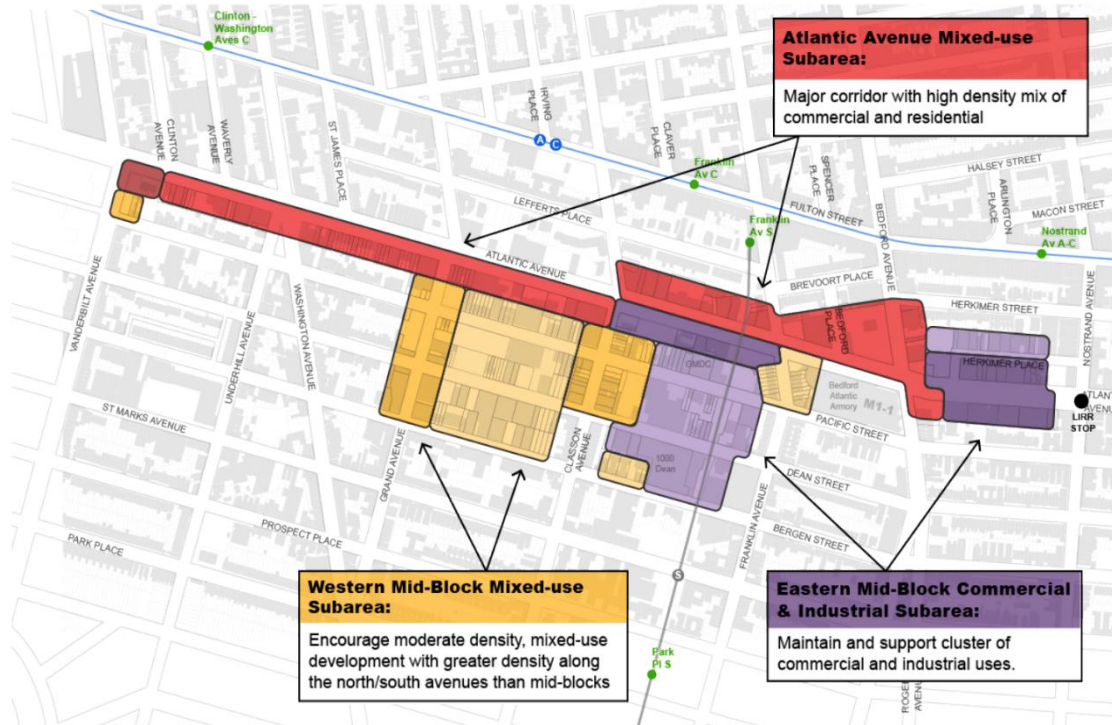 Clinton -
Washington
Aves C
Atlantic Avenue Mixed-use
Subarea:
Major corridor with high density mix of
commercial and residential
CLINTON
AVENUE
WAVERLY
AVENUE
ST JAMES PLACE
IRVING
PLACE
A
C
CLAVER
PLACE
Franklin
Av C
SPENCER
PLACE
HALSEY STREET
ARLINGTON
PLACE
MACON STREET
LEFFERTS PLACE
FULTON STREET
BEDFORD AVENUE
Franklin
Av S
Nostrand
Av A-C
ATLANTIC AVENUE
BREVOORT PLACE
HERKIMER STREET
NOSTRAND AVENUE
VANDERBILT AVENUE
WASHINGTON AVENUE
UNDERHILL AVENUE
BEDFORD
PLACE
HERKIMER PLACE
GMDC
Bedford
Atlantic
Armory
M1-1
LIRR
STOP
ST MARKS AVENUE
GRAND AVENUE
CLASSON
AVENUE
PACIFIC STREET
1000
Dean
DEAN STREET
PROSPECT PLACE
FRANKLIN AVENUE
BERGEN STREET
PARK PLACE
S
Western Mid-Block Mixed-use
Subarea:
Encourage moderate density, mixed-use
development with greater density along
the north/south avenues than mid-blocks
Eastern Mid-Block Commercial
& Industrial Subarea:
Maintain and support cluster of
commercial and industrial uses.
Park
Pl S